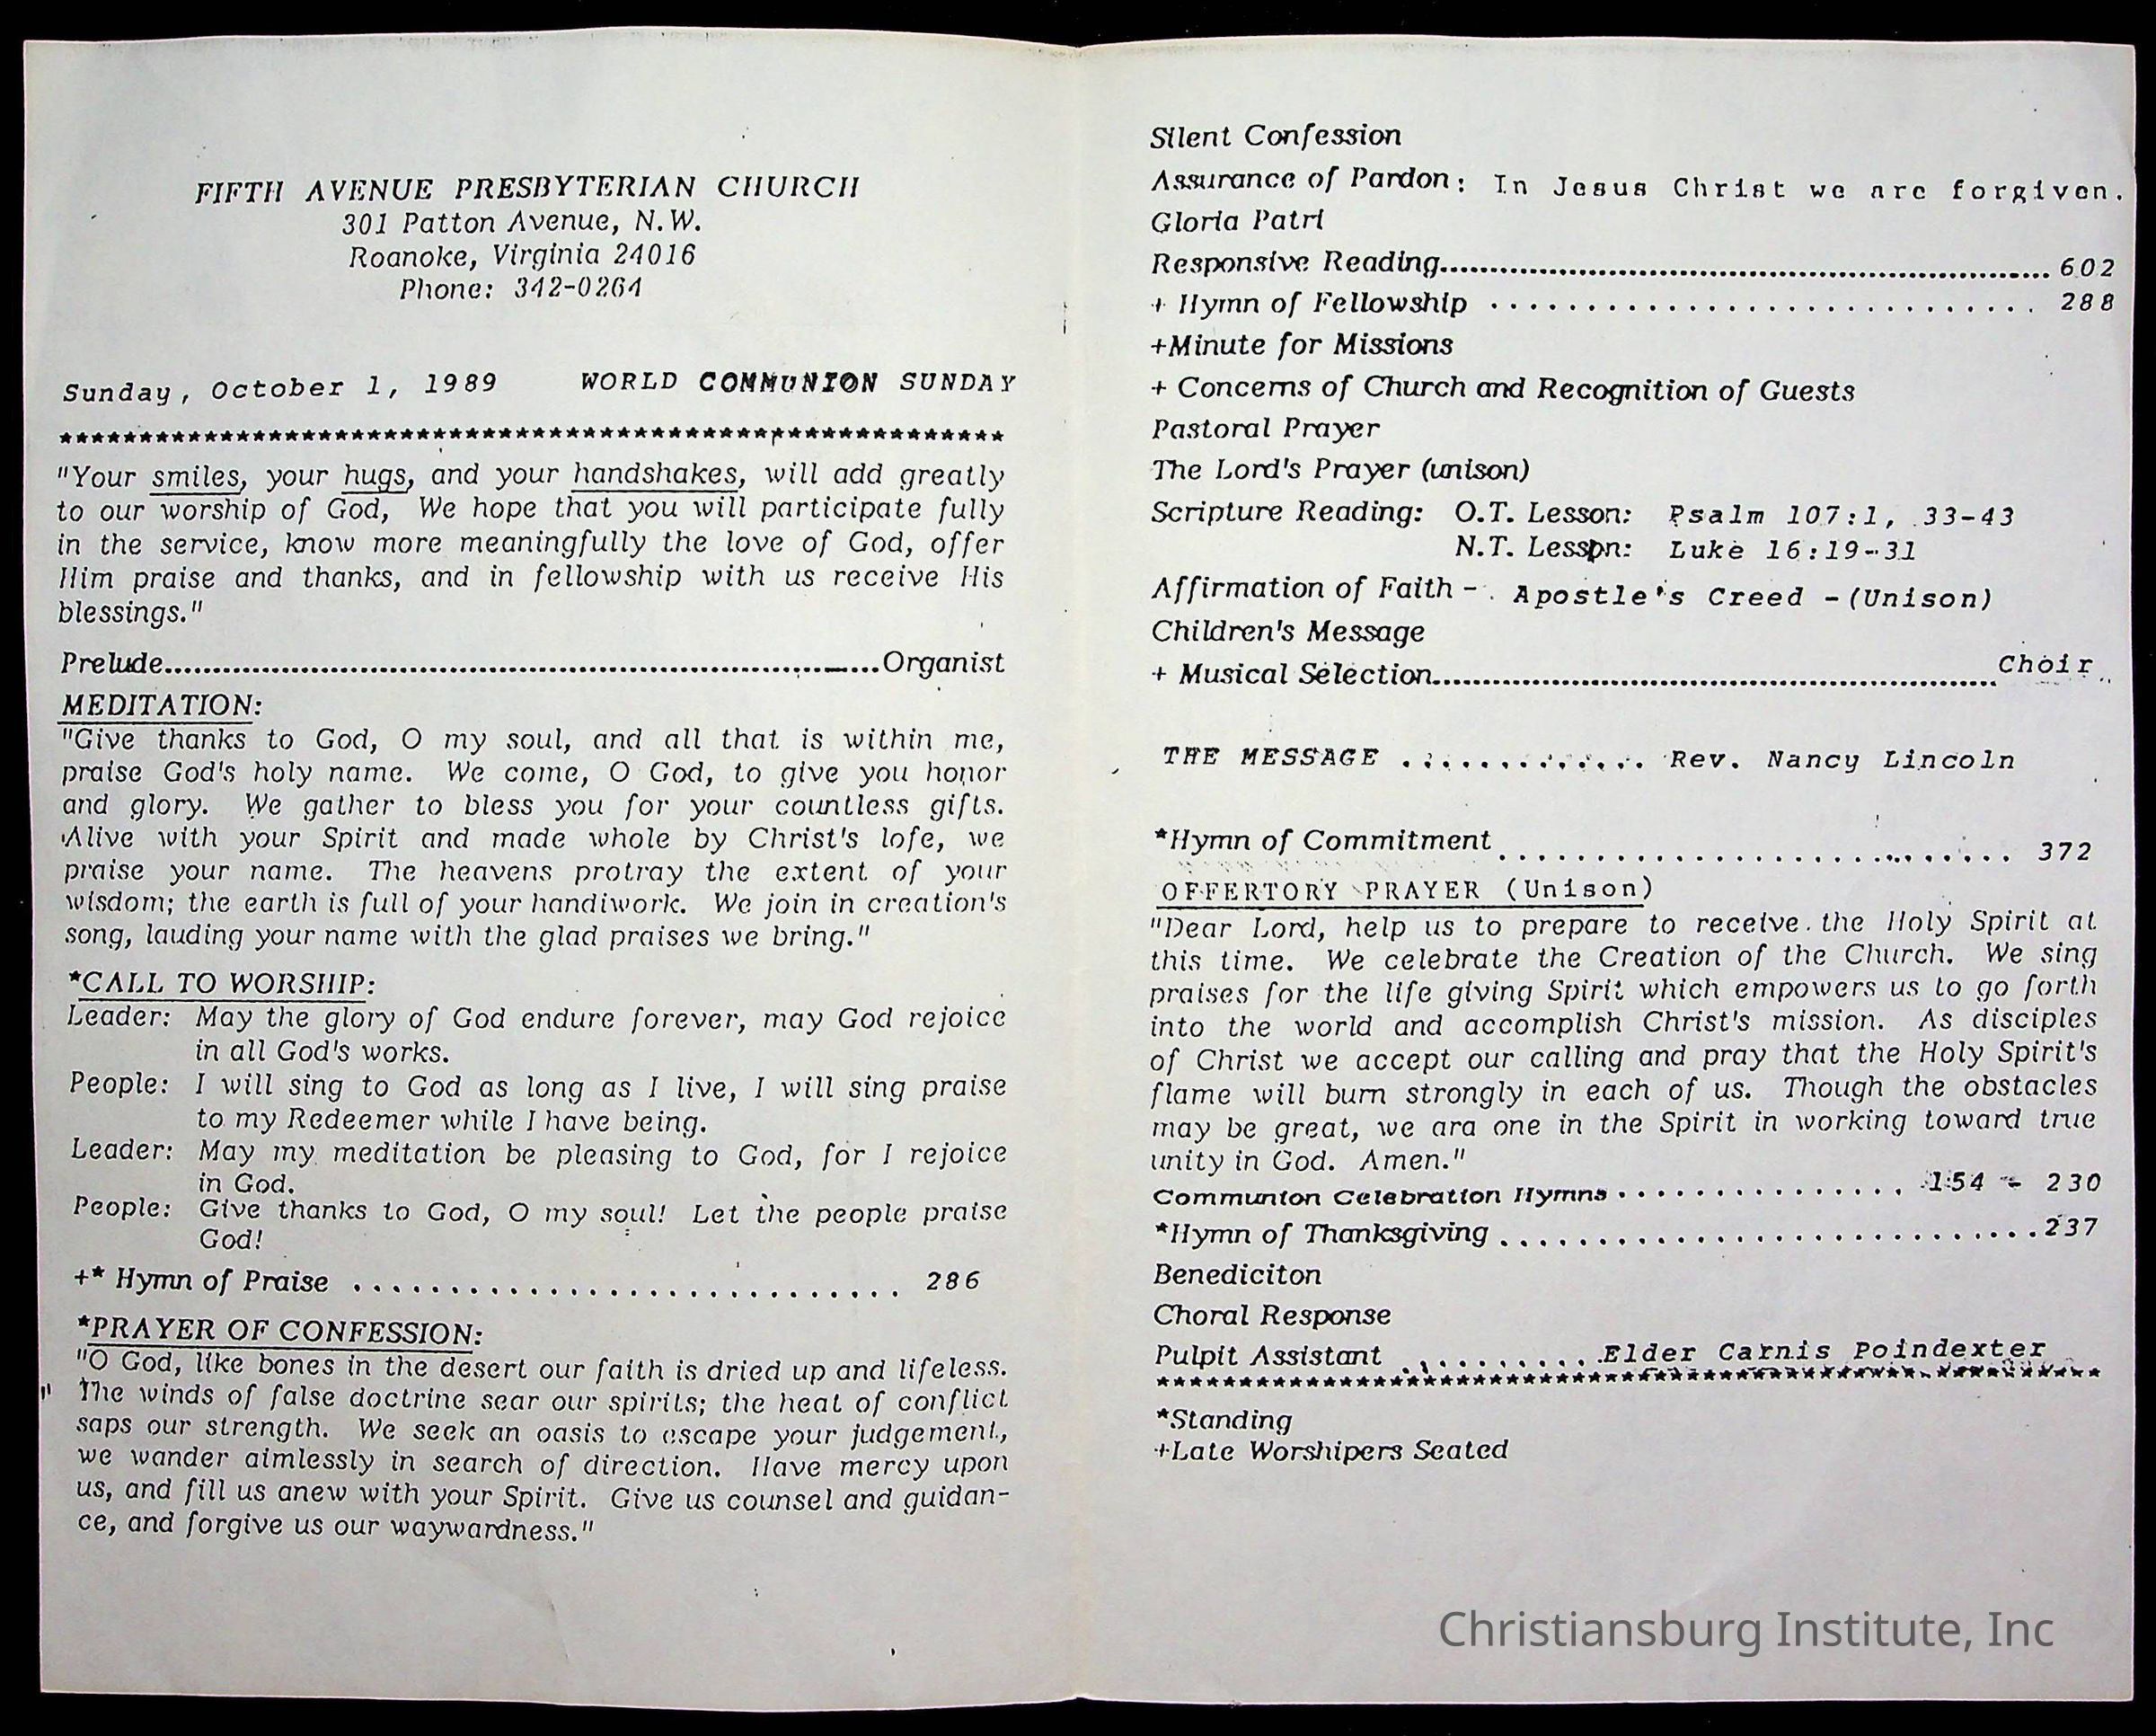 FIFTH AVENUE PRESBYTERIAN CHURCH
301 Patton Avenue, N.W.
Roanoke, Virginia 24016
Phone: 342-0264
Sunday, October 1, 1989 WORLD COMMUNION SUNDAY
************************************************************
"Your smiles, your hugs, and your handshakes, will add greatly
to our worship of God, We hope that you will participate fully
in the service, know more meaningfully the love of God, offer
Him praise and thanks, and in fellowship with us receive His
blessings."
Prelude....................................................Organist
MEDITATION:
"Give thanks to God, O my soul, and all that is within me,
praise God's holy name. We come, O God, to give you honor
and glory. We gather to bless you for your countless gifts.
Alive with your Spirit and made whole by Christ's lofe, we
praise your name. The heavens protray the extent of your
wisdom; the earth is full of your handiwork. We join in creation's
song, lauding your name with the glad praises we bring."
*CALL TO WORSHIP:
Leader: May the glory of God endure forever, may God rejoice
in all God's works.
People: I will sing to God as long as I live, I will sing praise
to my Redeemer while I have being.
Leader: May my meditation be pleasing to God, for I rejoice
in God.
People: Give thanks to God, O my soul! Let the people praise
God!
+* Hymn of Praise ............................. 286
*PRAYER OF CONFESSION:
"O God, like bones in the desert our faith is dried up and lifeless.
" The winds of false doctrine sear our spirits; the heat of conflict
saps our strength. We seek an oasis to escape your judgement,
we wander aimlessly in search of direction. Have mercy upon
us, and fill us anew with your Spirit. Give us counsel and guidan-
ce, and forgive us our waywardness."
Silent Confession
Assurance of Pardon: In Jesus Christ we are forgiven.
Gloria Patri
Responsive Reading..................................................602
+ Hymn of Fellowship ............................. 288
+Minute for Missions
+ Concerns of Church and Recognition of Guests
Pastoral Prayer
The Lord's Prayer (unison)
Scripture Reading: O.T. Lesson: Psalm 107:1, 33-43
N.T. Lesson: Luke 16:19-31
Affirmation of Faith - Apostle's Creed -(Unison)
Children's Message
+ Musical Selection..................................................Choir
THE MESSAGE ............. Rev. Nancy Lincoln
*Hymn of Commitment ........................... 372
OFFERTORY PRAYER (Unison)
"Dear Lord, help us to prepare to receive the Holy Spirit at
this time. We celebrate the Creation of the Church. We sing
praises for the life giving Spirit which empowers us to go forth
into the world and accomplish Christ's mission. As disciples
of Christ we accept our calling and pray that the Holy Spirit's
flame will burn strongly in each of us. Though the obstacles
may be great, we ara one in the Spirit in working toward true
unity in God. Amen."
Communion Celebration Hymns ............... 154 - 230
*Hymn of Thanksgiving ............................237
Benediciton
Choral Response
Pulpit Assistant ...........Elder Carnis Poindexter
************************************************************
*Standing
+Late Worshipers Seated
Christiansburg Institute, Inc